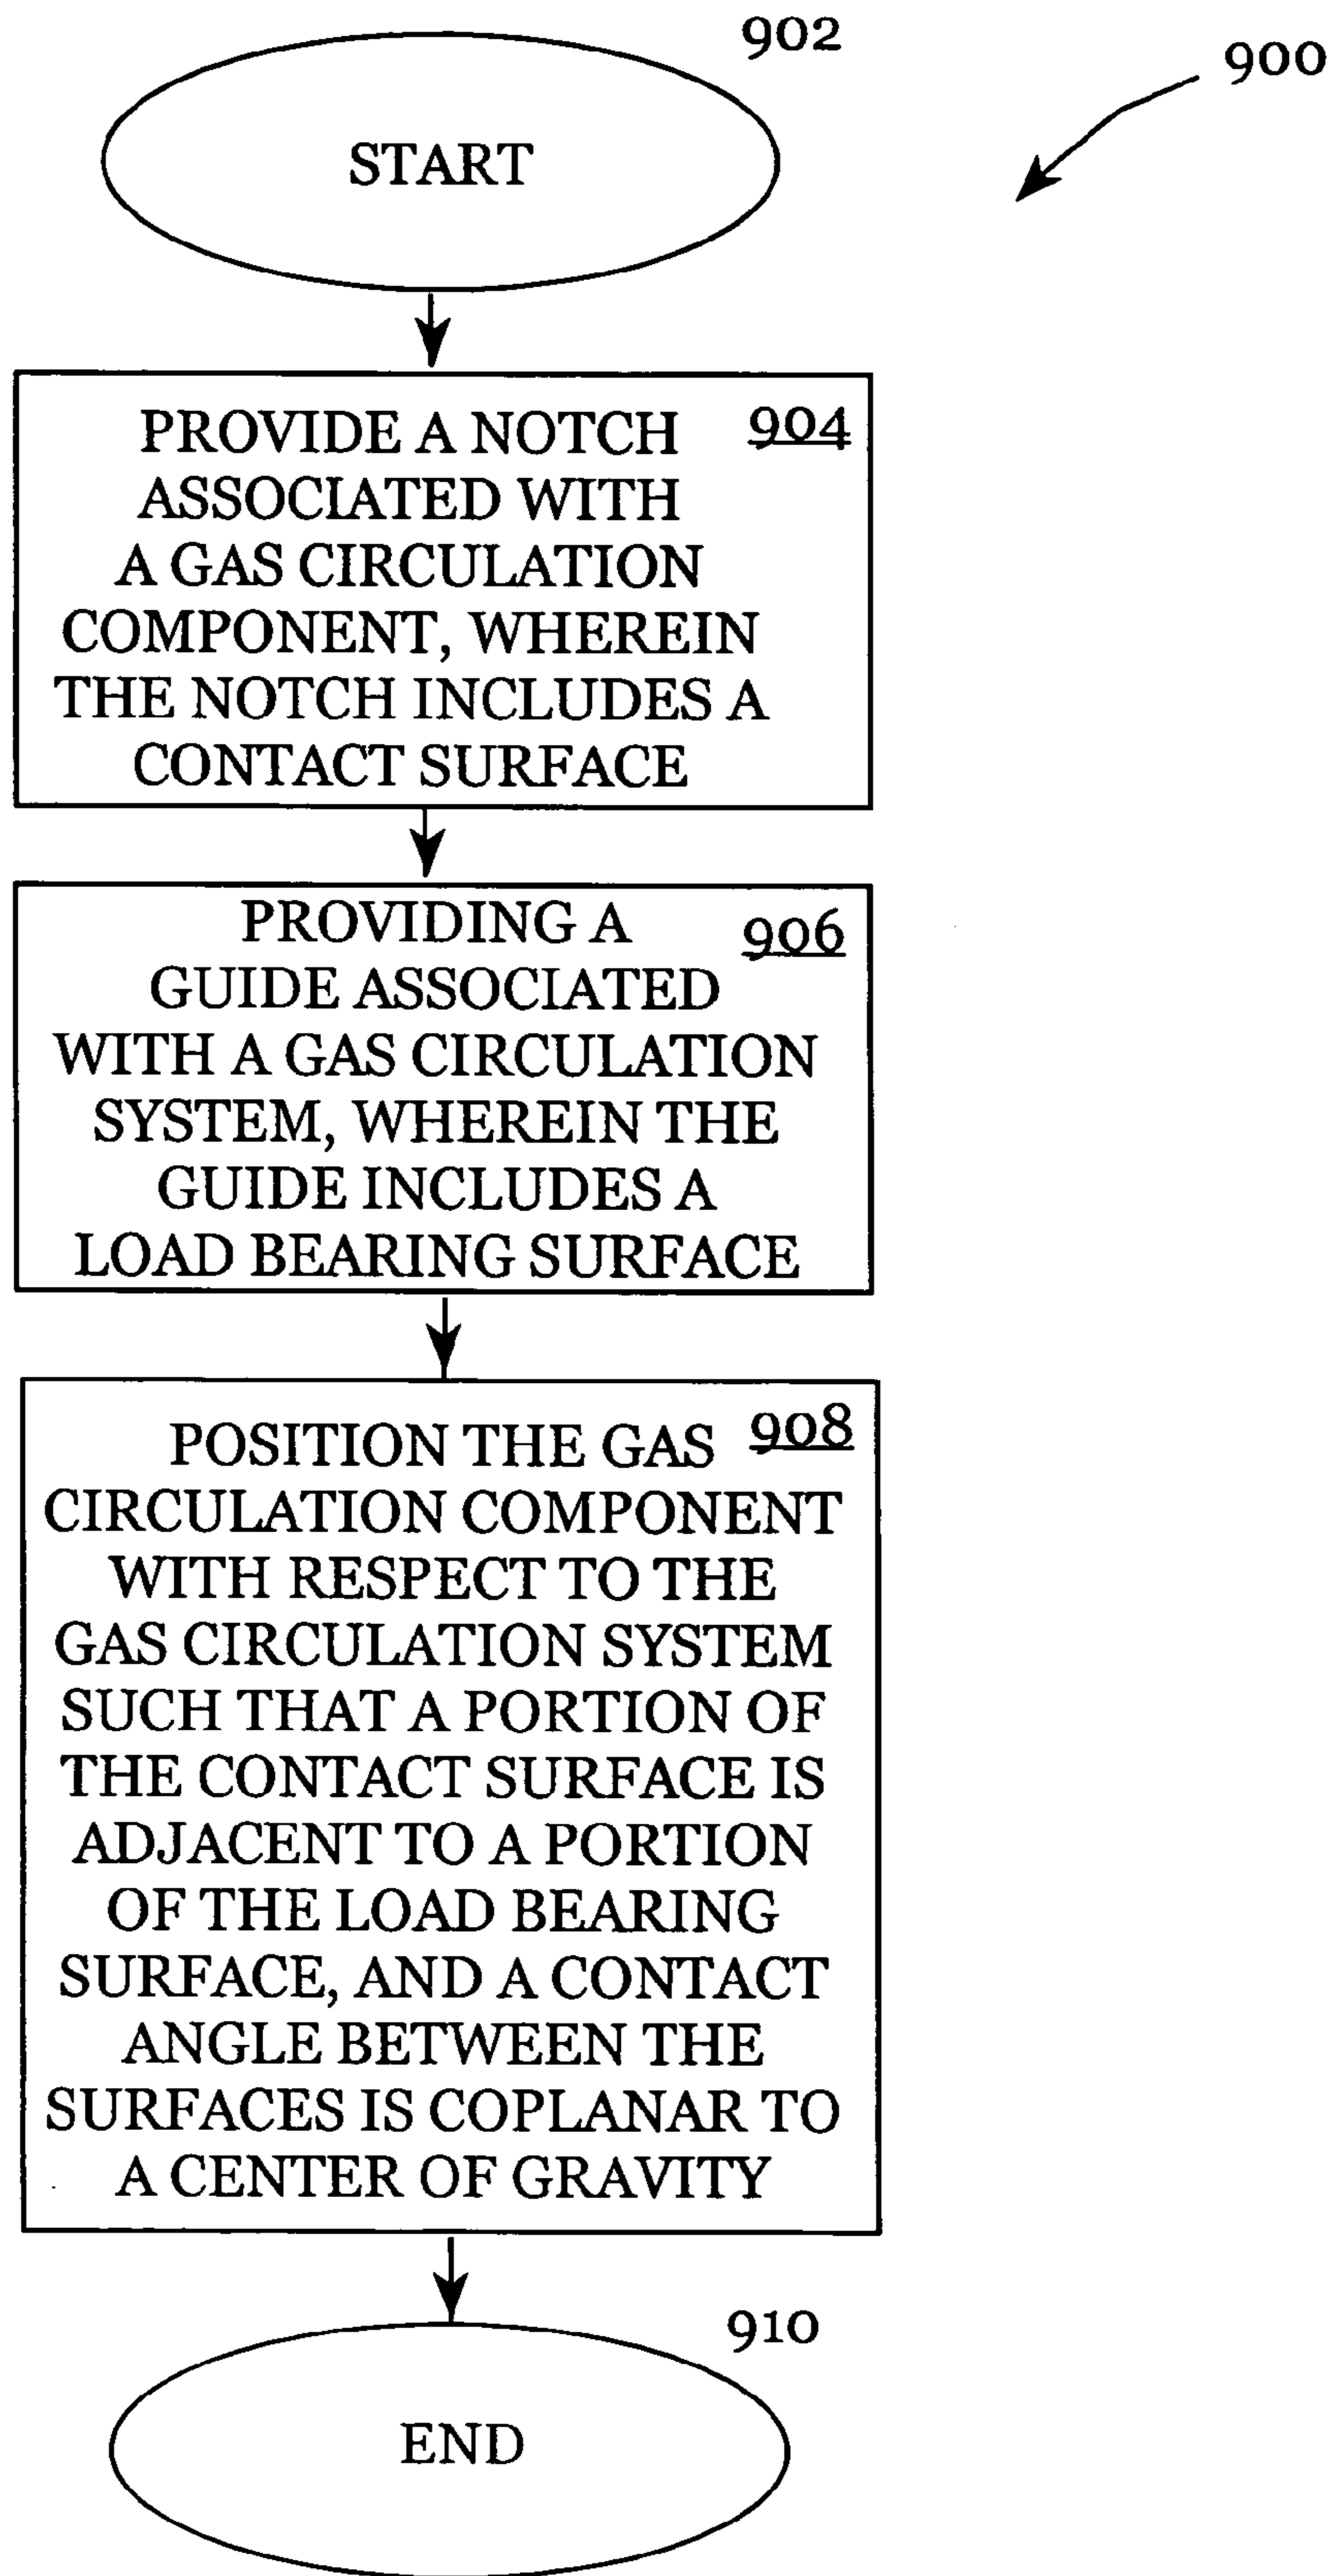 902
900
START
PROVIDE A NOTCH 904
ASSOCIATED WITH
A GAS CIRCULATION
COMPONENT, WHEREIN
THE NOTCH INCLUDES A
CONTACT SURFACE
PROVIDING A 906
GUIDE ASSOCIATED
WITH A GAS CIRCULATION
SYSTEM, WHEREIN THE
GUIDE INCLUDES A
LOAD BEARING SURFACE
POSITION THE GAS 908
CIRCULATION COMPONENT
WITH RESPECT TO THE
GAS CIRCULATION SYSTEM
SUCH THAT A PORTION OF
THE CONTACT SURFACE IS
ADJACENT TO A PORTION
OF THE LOAD BEARING
SURFACE, AND A CONTACT
ANGLE BETWEEN THE
SURFACES IS COPLANAR TO
A CENTER OF GRAVITY
910
END